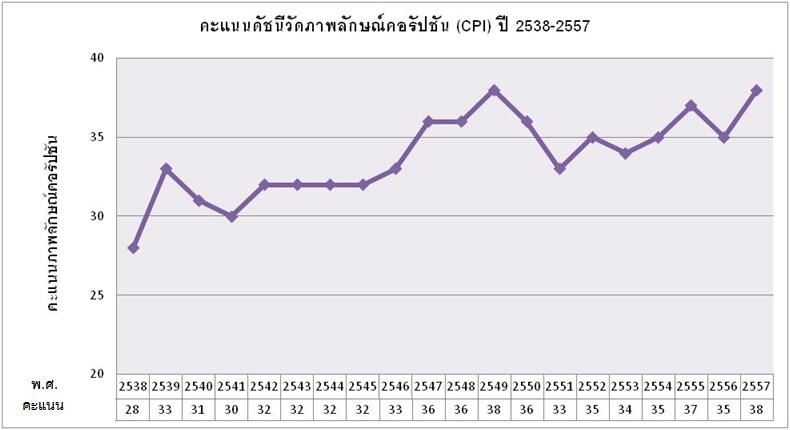 คะแนนดัชนีวัดภาพลักษณ์คอรัปชัน (CPI) ปี 2538-2557
40
35
30
25
20
คะแนนภาพลักษณ์คอรัปชัน
พ.ศ. 2538 2539 2540 2541 2542 2543 2544 2545 2546 2547 2548 2549 2550 2551 2552 2553 2554 2555 2556 2557
คะแนน 28 33 31 30 32 32 32 32 33 36 36 38 36 33 35 34 35 37 35 38